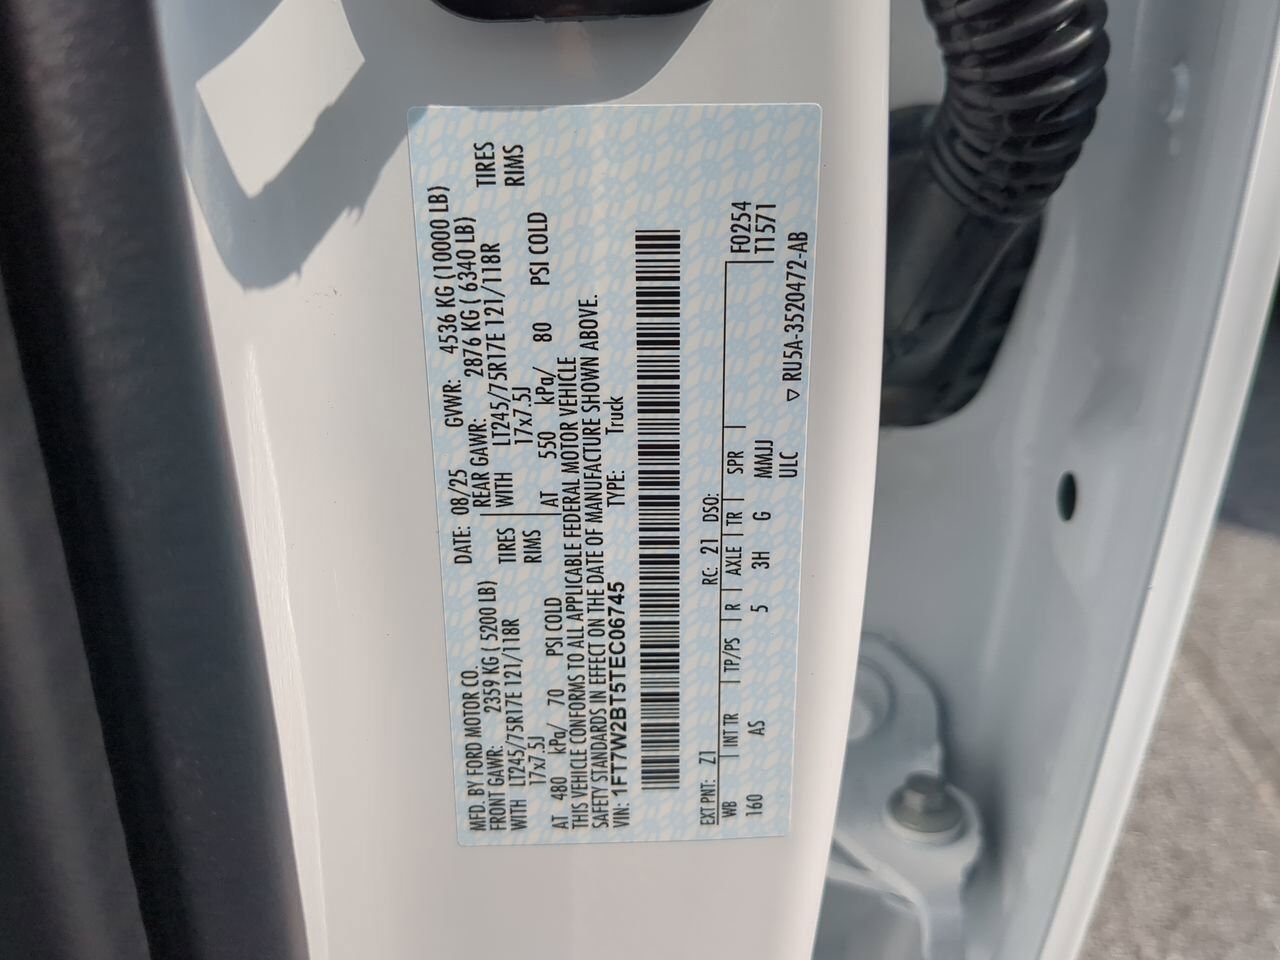 MFD. BY FORD MOTOR CO.
DATE: 08/25 GVWR: 4536 KG (10000 LB)
FRONT GAWR: 2359 KG ( 5200 LB)
REAR GAWR: 2876 KG ( 6340 LB)
WITH LT245/75R17E 121/118R TIRES
WITH LT245/75R17E 121/118R TIRES
17x7.5J RIMS
17x7.5J RIMS
AT 480 kPa/ 70 PSI COLD
AT 550 kPa/ 80 PSI COLD
THIS VEHICLE CONFORMS TO ALL APPLICABLE FEDERAL MOTOR VEHICLE
SAFETY STANDARDS IN EFFECT ON THE DATE OF MANUFACTURE SHOWN ABOVE.
VIN: 1FT7W2BT5TEC06745 TYPE: Truck
EXT PNT: Z1 RC: 21 DSO:
WB INT TR TP/PS R AXLE TR SPR F0254
160 AS 5 3H G MMJJ T1571
ULC
▽ RU5A-3520472-AB